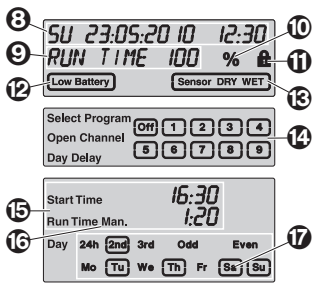 8 SU 23:05:2010 12:30 10
9 RUN TIME 100 % 11
12 Low Battery Sensor DRY WET 13
Select Program Off 1 2 3 4
Open Channel 14
Day Delay 5 6 7 8 9
15 Start Time 16:30
16 Run Time Man. 1:20
Day 24h 2nd 3rd Odd Even 17
Mo Tu We Th Fr Sa Su